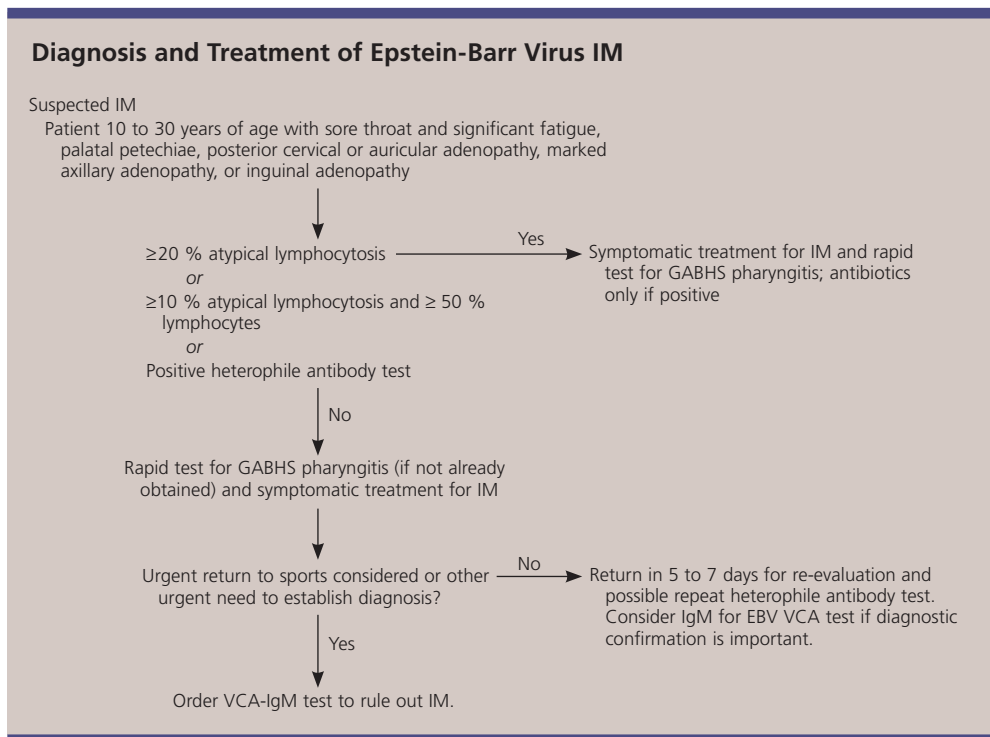 Diagnosis and Treatment of Epstein-Barr Virus IM
Suspected IM
Patient 10 to 30 years of age with sore throat and significant fatigue,
palatal petechiae, posterior cervical or auricular adenopathy, marked
axillary adenopathy, or inguinal adenopathy
≥20 % atypical lymphocytosis
Yes
Symptomatic treatment for IM and rapid
test for GABHS pharyngitis; antibiotics
only if positive
or
≥10 % atypical lymphocytosis and ≥ 50 %
lymphocytes
or
Positive heterophile antibody test
No
Rapid test for GABHS pharyngitis (if not already
obtained) and symptomatic treatment for IM
Urgent return to sports considered or other
urgent need to establish diagnosis?
No
Return in 5 to 7 days for re-evaluation and
possible repeat heterophile antibody test.
Consider IgM for EBV VCA test if diagnostic
confirmation is important.
Yes
Order VCA-IgM test to rule out IM.